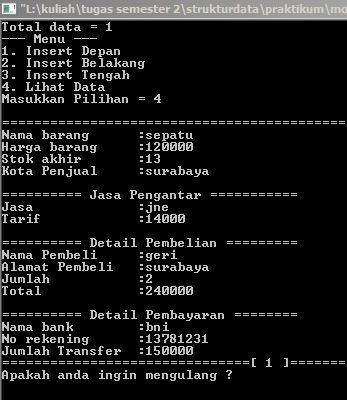 "L:\kuliah\tugas semester 2\strukturdata\praktikum\mo
Total data = 1
--- Menu ---
1. Insert Depan
2. Insert Belakang
3. Insert Tengah
4. Lihat Data
Masukkan Pilihan = 4
===========================================
Nama barang      :sepatu
Harga barang     :120000
Stok akhir       :13
Kota Penjual     :surabaya
========== Jasa Pengantar ===========
Jasa             :jne
Tarif            :14000
========== Detail Pembelian =========
Nama Pembeli     :geri
Alamat Pembeli   :surabaya
Jumlah           :2
Total            :240000
========== Detail Pembayaran ========
Nama bank        :bni
No rekening      :13781231
Jumlah Transfer  :150000
===============================[ 1 ]=======
Apakah anda ingin mengulang ?